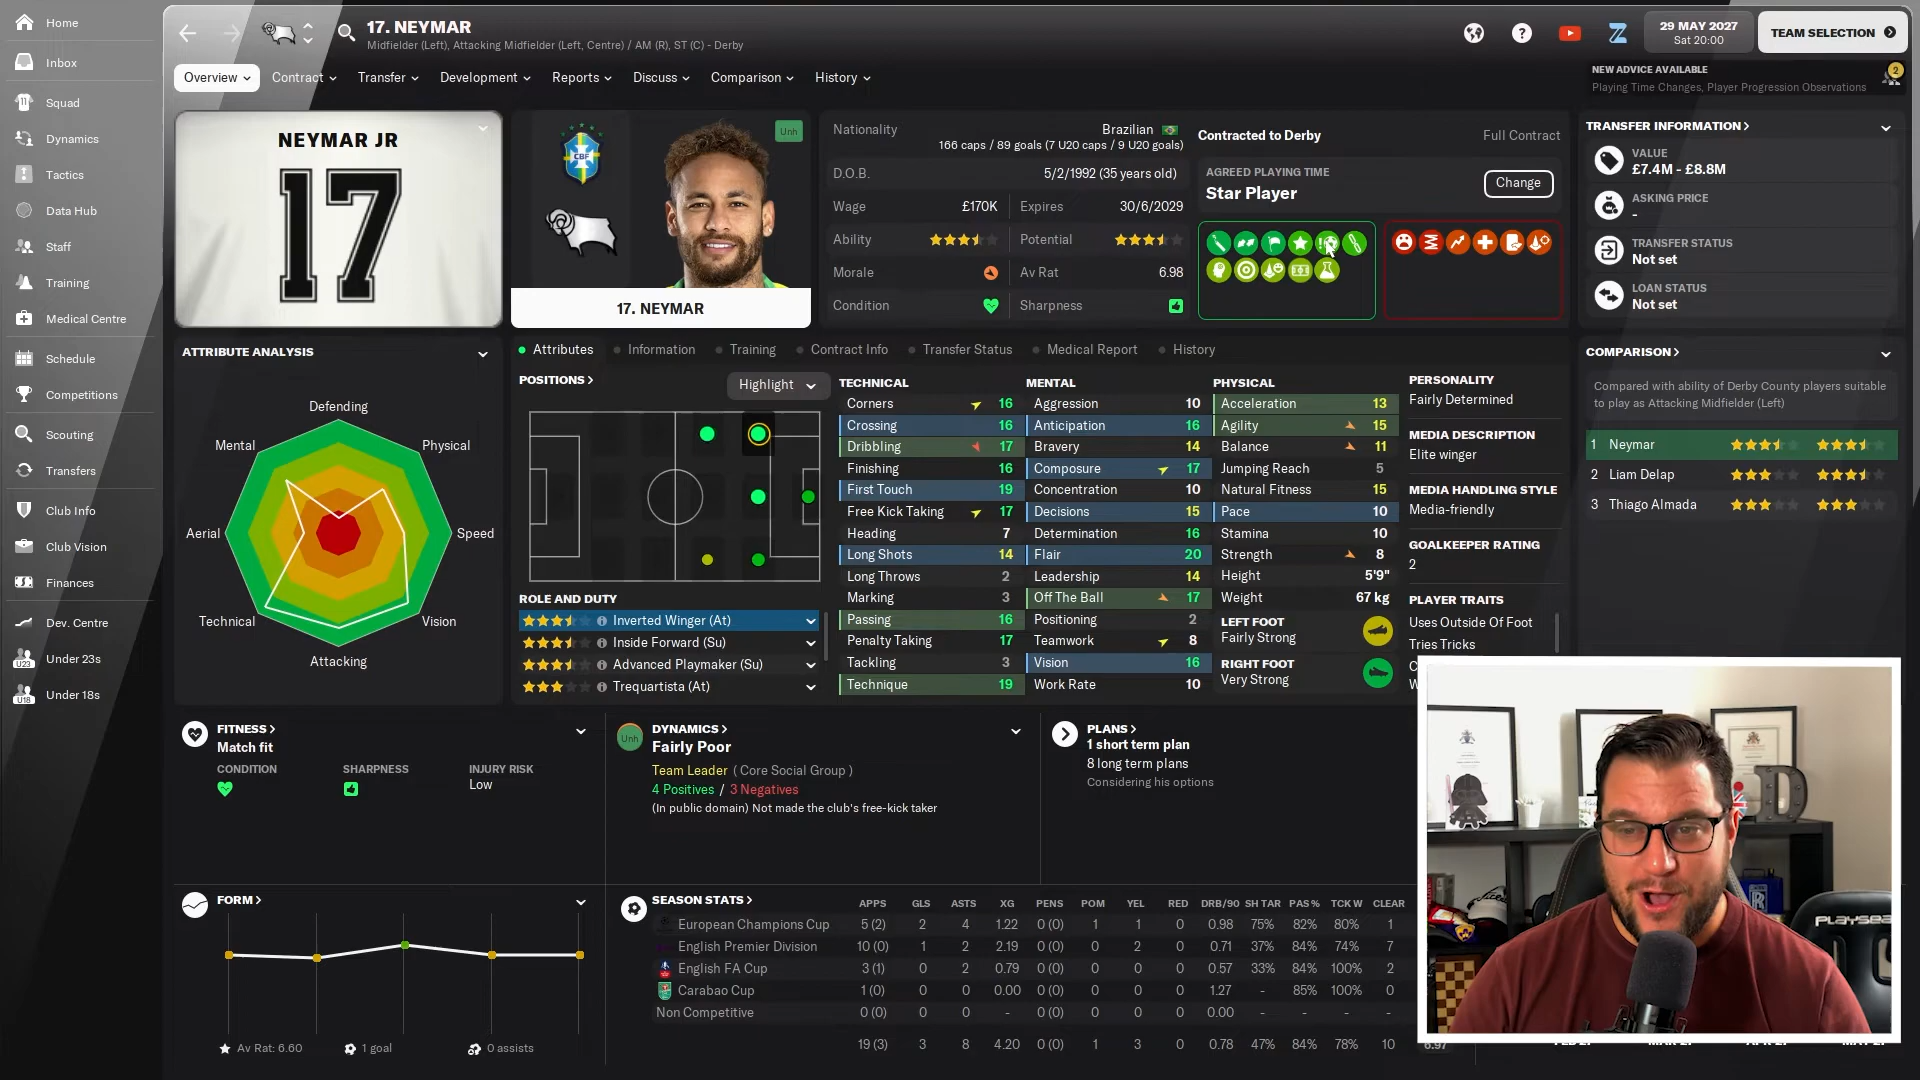 Home
Inbox
Squad
Dynamics
Tactics
Data Hub
Staff
Training
Medical Centre
Schedule
Competitions
Scouting
Transfers
Club Info
Club Vision
Finances
Dev. Centre
U23 Under 23s
U18 Under 18s
17. NEYMAR
Midfielder (Left), Attacking Midfielder (Left, Centre) / AM (R), ST (C) - Derby
?
29 MAY 2027
Sat 20:00
TEAM SELECTION
Overview Contract Transfer Development Reports Discuss Comparison History
NEW ADVICE AVAILABLE
Playing Time Changes, Player Progression Observations
2
NEYMAR JR
17
CBF
Unh
17. NEYMAR
Nationality Brazilian
166 caps / 89 goals (7 U20 caps / 9 U20 goals)
D.O.B. 5/2/1992 (35 years old)
Wage £170K Expires 30/6/2029
Ability Potential
Morale Av Rat 6.98
Condition Sharpness
Contracted to Derby Full Contract
AGREED PLAYING TIME
Star Player
Change
TRANSFER INFORMATION >
VALUE
£7.4M - £8.8M
ASKING PRICE
-
TRANSFER STATUS
Not set
LOAN STATUS
Not set
ATTRIBUTE ANALYSIS
Defending
Mental Physical
Aerial Speed
Technical Vision
Attacking
Attributes Information Training Contract Info Transfer Status Medical Report History
POSITIONS >
Highlight
ROLE AND DUTY
Inverted Winger (At)
Inside Forward (Su)
Advanced Playmaker (Su)
Trequartista (At)
TECHNICAL
Corners 16
Crossing 16
Dribbling 17
Finishing 16
First Touch 19
Free Kick Taking 17
Heading 7
Long Shots 14
Long Throws 2
Marking 3
Passing 16
Penalty Taking 17
Tackling 3
Technique 19
MENTAL
Aggression 10
Anticipation 16
Bravery 14
Composure 17
Concentration 10
Decisions 15
Determination 16
Flair 20
Leadership 14
Off The Ball 17
Positioning 2
Teamwork 8
Vision 16
Work Rate 10
PHYSICAL
Acceleration 13
Agility 15
Balance 11
Jumping Reach 5
Natural Fitness 15
Pace 10
Stamina 10
Strength 8
Height 5'9"
Weight 67 kg
LEFT FOOT
Fairly Strong
RIGHT FOOT
Very Strong
PERSONALITY
Fairly Determined
MEDIA DESCRIPTION
Elite winger
MEDIA HANDLING STYLE
Media-friendly
GOALKEEPER RATING
2
PLAYER TRAITS
Uses Outside Of Foot
Tries Tricks
COMPARISON >
Compared with ability of Derby County players suitable
to play as Attacking Midfielder (Left)
1 Neymar
2 Liam Delap
3 Thiago Almada
FITNESS >
Match fit
CONDITION SHARPNESS INJURY RISK
Low
Unh
DYNAMICS >
Fairly Poor
Team Leader ( Core Social Group )
4 Positives / 3 Negatives
(In public domain) Not made the club's free-kick taker
PLANS >
1 short term plan
8 long term plans
Considering his options
FORM >
Av Rat: 6.60 1 goal 0 assists
SEASON STATS > APPS GLS ASTS XG PENS POM YEL RED DRB/90 SH TAR PAS % TCK W CLEAR
European Champions Cup 5 (2) 2 4 1.22 0 (0) 1 1 0 0.98 75% 82% 80% 1
English Premier Division 10 (0) 1 2 2.19 0 (0) 0 2 0 0.71 37% 84% 74% 7
English FA Cup 3 (1) 0 2 0.79 0 (0) 0 0 0 0.57 33% 84% 100% 2
Carabao Cup 1 (0) 0 0 0.00 0 (0) 0 0 0 1.27 - 85% 100% 0
Non Competitive 0 (0) 0 0 - 0 (0) 0 0 0 0.00 - - - -
19 (3) 3 8 4.20 0 (0) 1 3 0 0.78 47% 84% 78% 10
D
PLAYSEA